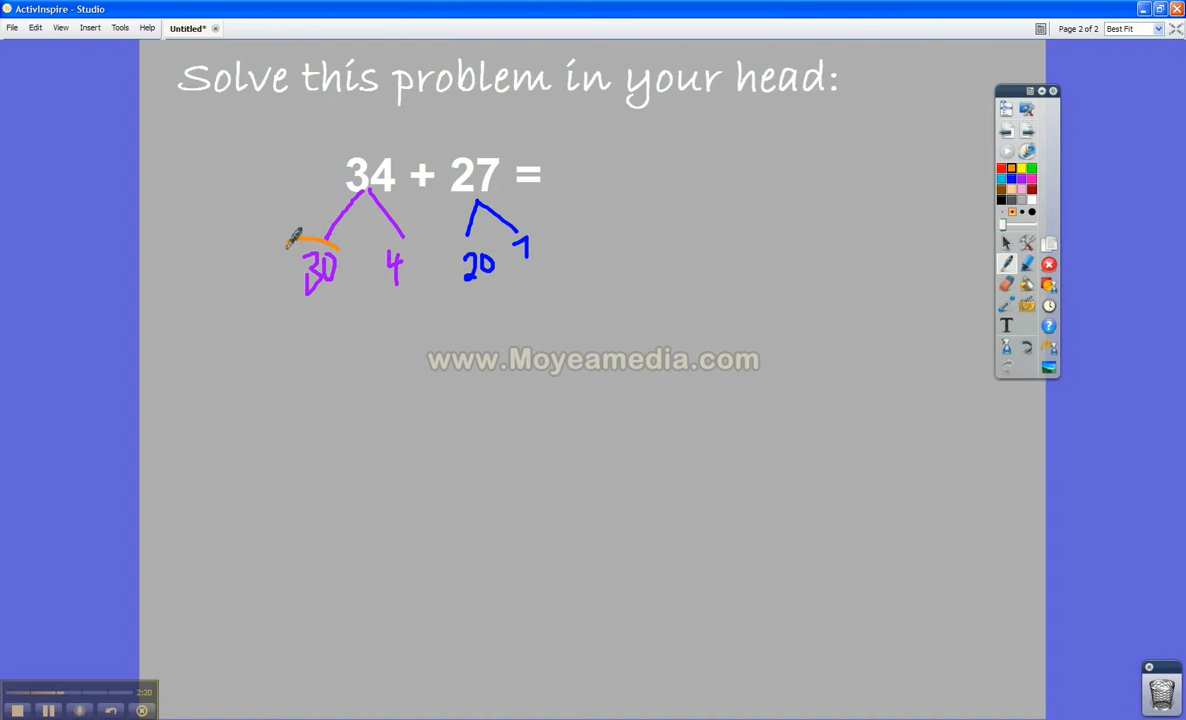 ActivInspire - Studio
File Edit View Insert Tools Help Untitled* Page 2 of 2 Best Fit
Solve this problem in your head:
34 + 27 =
30 4 20 7
www.Moyeamedia.com
T
?
2:20